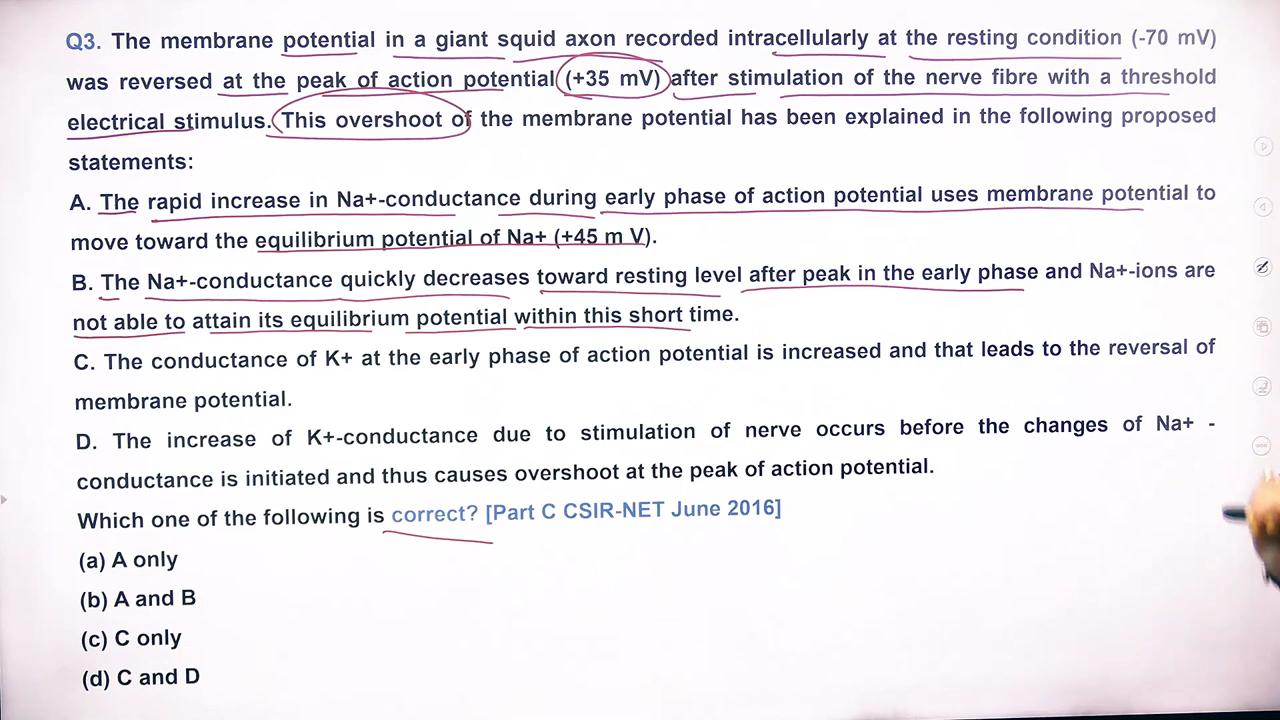 Q3. The membrane potential in a giant squid axon recorded intracellularly at the resting condition (-70 mV)
was reversed at the peak of action potential (+35 mV) after stimulation of the nerve fibre with a threshold
electrical stimulus. This overshoot of the membrane potential has been explained in the following proposed
statements:
A. The rapid increase in Na+-conductance during early phase of action potential uses membrane potential to
move toward the equilibrium potential of Na+ (+45 m V).
B. The Na+-conductance quickly decreases toward resting level after peak in the early phase and Na+-ions are
not able to attain its equilibrium potential within this short time.
C. The conductance of K+ at the early phase of action potential is increased and that leads to the reversal of
membrane potential.
D. The increase of K+-conductance due to stimulation of nerve occurs before the changes of Na+ -
conductance is initiated and thus causes overshoot at the peak of action potential.
Which one of the following is correct? [Part C CSIR-NET June 2016]
(a) A only
(b) A and B
(c) C only
(d) C and D